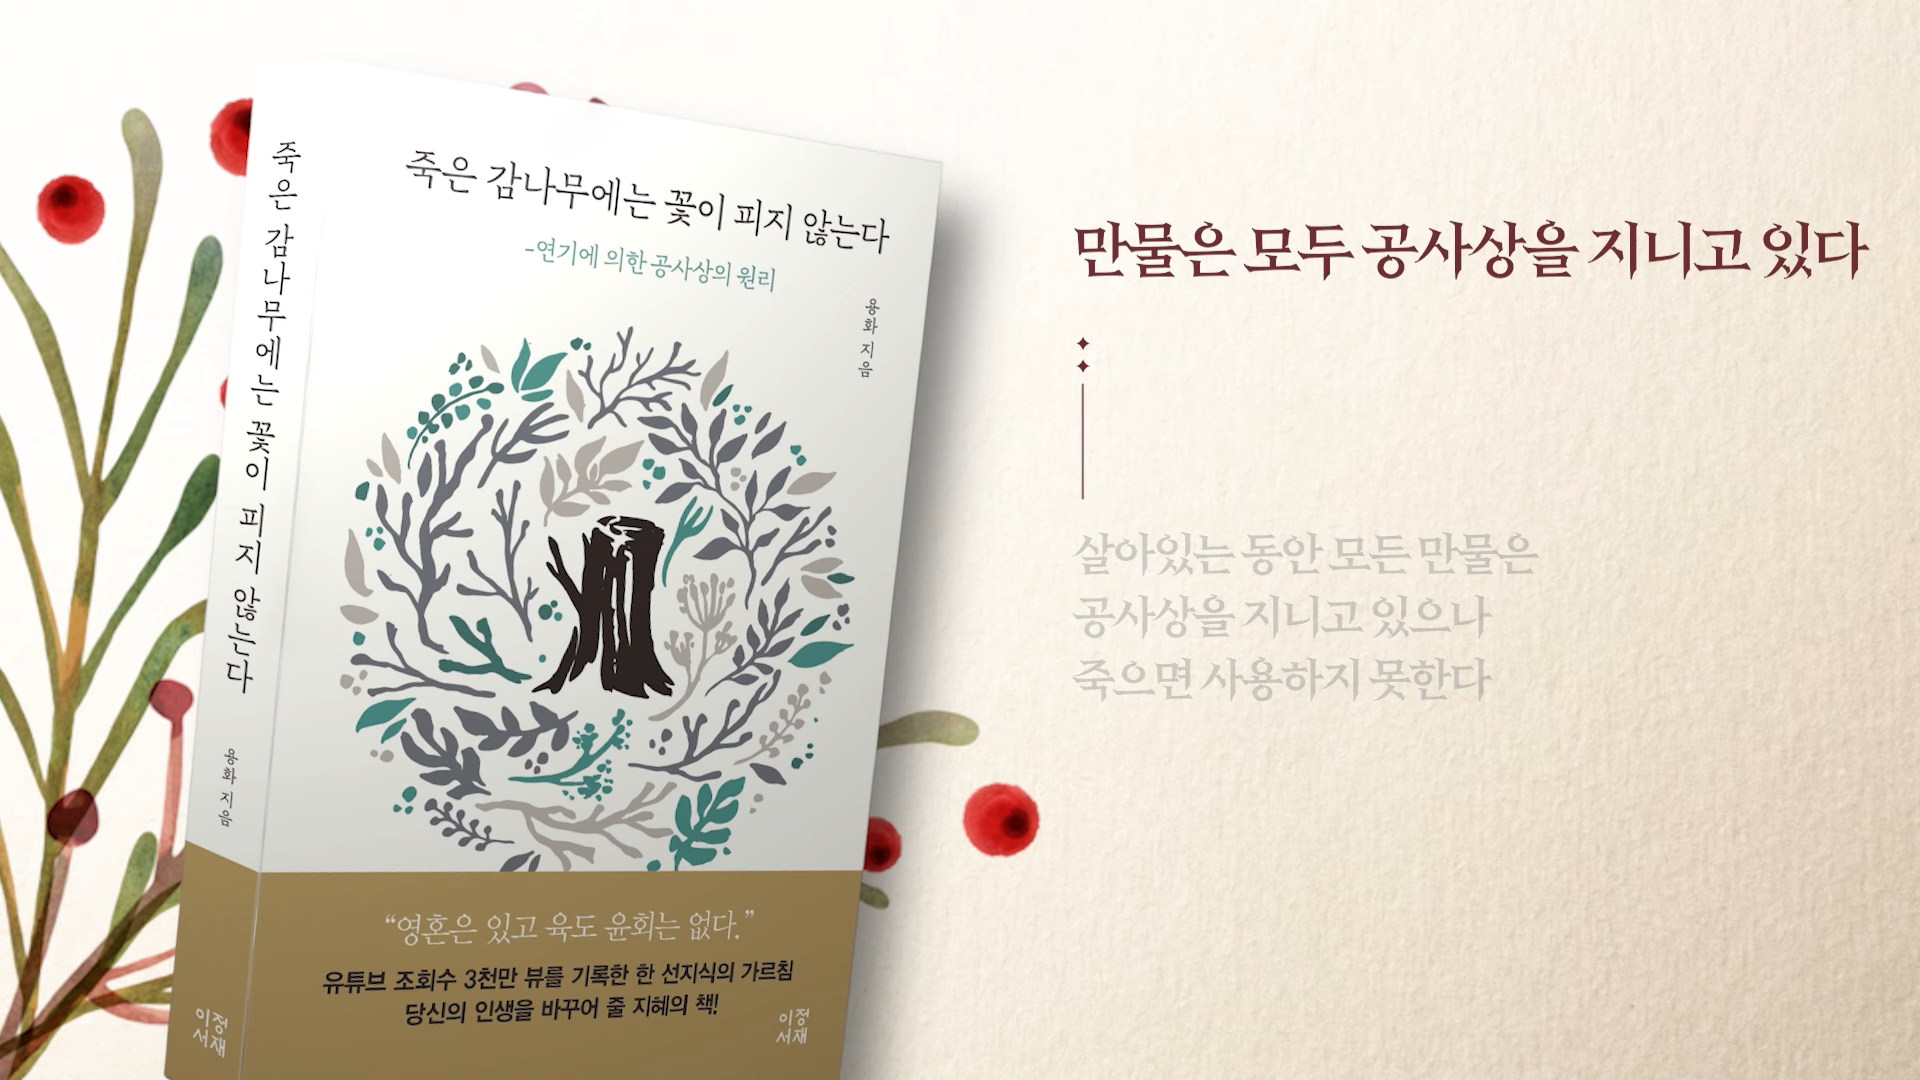 죽은 감나무에는 꽃이 피지 않는다
용화 지음
이정
서재
죽은 감나무에는 꽃이 피지 않는다
-연기에 의한 공사상의 원리
용화 지음
“영혼은 있고 육도 윤회는 없다.”
유튜브 조회수 3천만 뷰를 기록한 한 선지식의 가르침
당신의 인생을 바꾸어 줄 지혜의 책!
이정
서재
만물은 모두 공사상을 지니고 있다
살아있는 동안 모든 만물은
공사상을 지니고 있으나
죽으면 사용하지 못한다